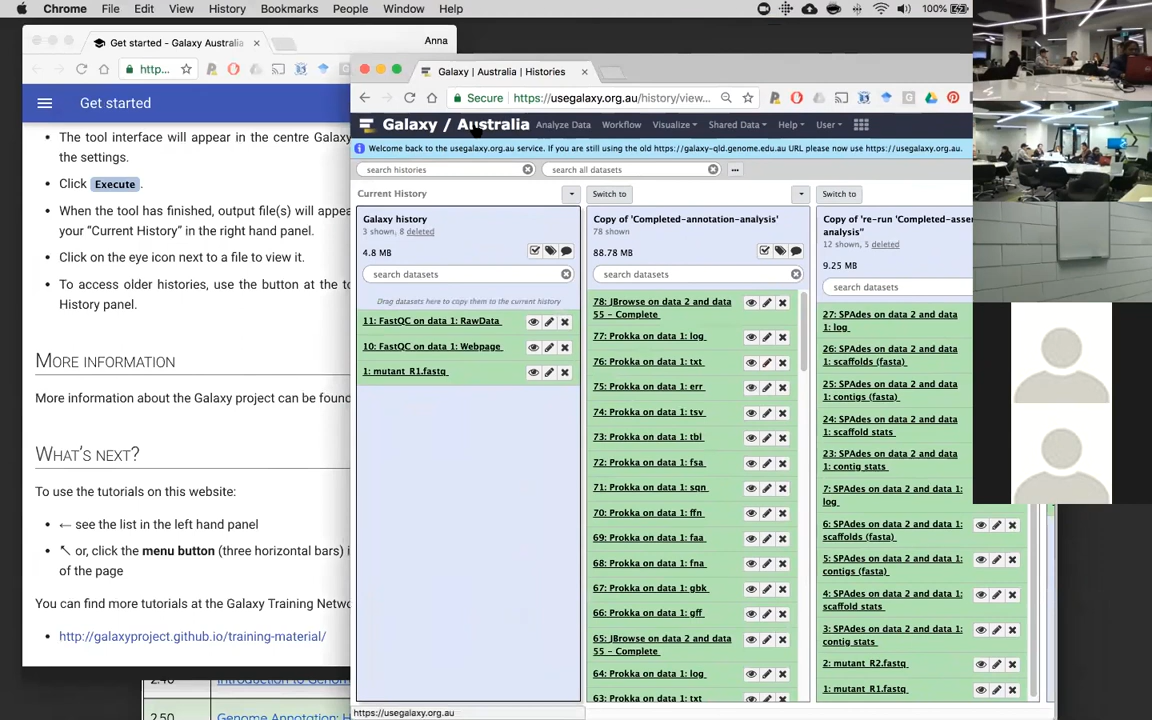 Chrome File Edit View History Bookmarks People Window Help 100%
Get started - Galaxy Australia
Anna
http...
Get started
The tool interface will appear in the centre Galaxy
the settings.
Click Execute.
When the tool has finished, output file(s) will appea
your “Current History” in the right hand panel.
Click on the eye icon next to a file to view it.
To access older histories, use the button at the to
History panel.
MORE INFORMATION
More information about the Galaxy project can be found
WHAT’S NEXT?
To use the tutorials on this website:
← see the list in the left hand panel
↖ or, click the menu button (three horizontal bars) i
of the page
You can find more tutorials at the Galaxy Training Netwo
http://galaxyproject.github.io/training-material/
2.50 Genome Annotation:
Galaxy | Australia | Histories
Secure https://usegalaxy.org.au/history/view...
Galaxy / Australia Analyze Data Workflow Visualize Shared Data Help User
Welcome back to the usegalaxy.org.au service. If you are still using the old https://galaxy-qld.genome.edu.au URL please now use https://usegalaxy.org.au.
search histories search all datasets ...
Current History
Galaxy history
3 shown, 8 deleted
4.8 MB
search datasets
Drag datasets here to copy them to the current history
11: FastQC on data 1: RawData
10: FastQC on data 1: Webpage
1: mutant_R1.fastq
Switch to
Copy of 'Completed-annotation-analysis'
78 shown
88.78 MB
search datasets
78: JBrowse on data 2 and data
55 - Complete
77: Prokka on data 1: log
76: Prokka on data 1: txt
75: Prokka on data 1: err
74: Prokka on data 1: tsv
73: Prokka on data 1: tbl
72: Prokka on data 1: fsa
71: Prokka on data 1: sqn
70: Prokka on data 1: ffn
69: Prokka on data 1: faa
68: Prokka on data 1: fna
67: Prokka on data 1: gbk
66: Prokka on data 1: gff
65: JBrowse on data 2 and data
55 - Complete
64: Prokka on data 1: log
63: Prokka on data 1: txt
Switch to
Copy of 're-run 'Completed-asse
analysis''
12 shown, 5 deleted
9.25 MB
search datasets
27: SPAdes on data 2 and data
1: log
26: SPAdes on data 2 and data
1: scaffolds (fasta)
25: SPAdes on data 2 and data
1: contigs (fasta)
24: SPAdes on data 2 and data
1: scaffold stats
23: SPAdes on data 2 and data
1: contig stats
7: SPAdes on data 2 and data 1:
log
6: SPAdes on data 2 and data 1:
scaffolds (fasta)
5: SPAdes on data 2 and data 1:
contigs (fasta)
4: SPAdes on data 2 and data 1:
scaffold stats
3: SPAdes on data 2 and data 1:
contig stats
2: mutant_R2.fastq
1: mutant_R1.fastq
https://usegalaxy.org.au